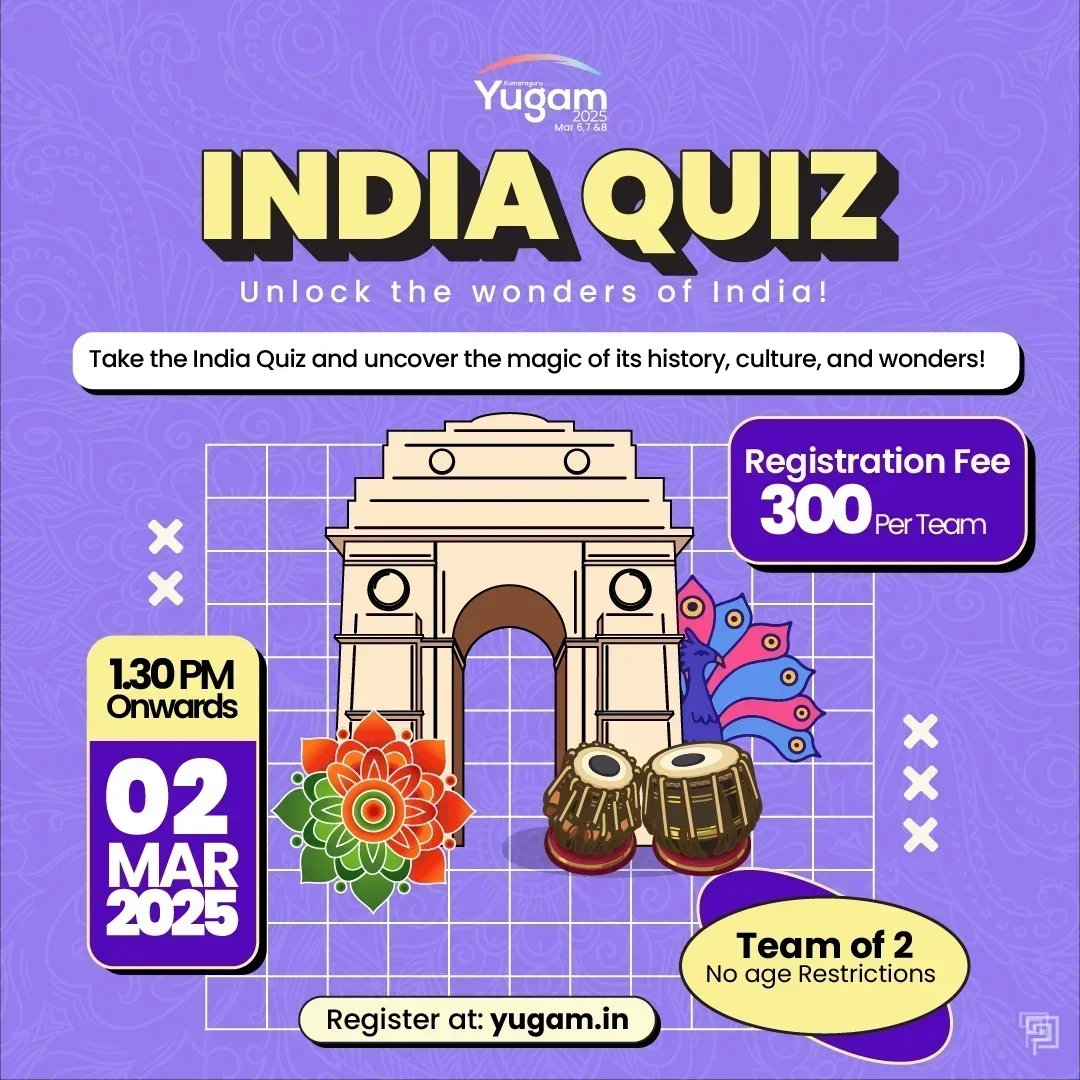 Kumaraguru
Yugam
2025
Mar 6,7 &8
INDIA QUIZ
Unlock the wonders of India!
Take the India Quiz and uncover the magic of its history, culture, and wonders!
Registration Fee
300 Per Team
1.30 PM
Onwards
02
MAR
2025
Team of 2
No age Restrictions
Register at: yugam.in